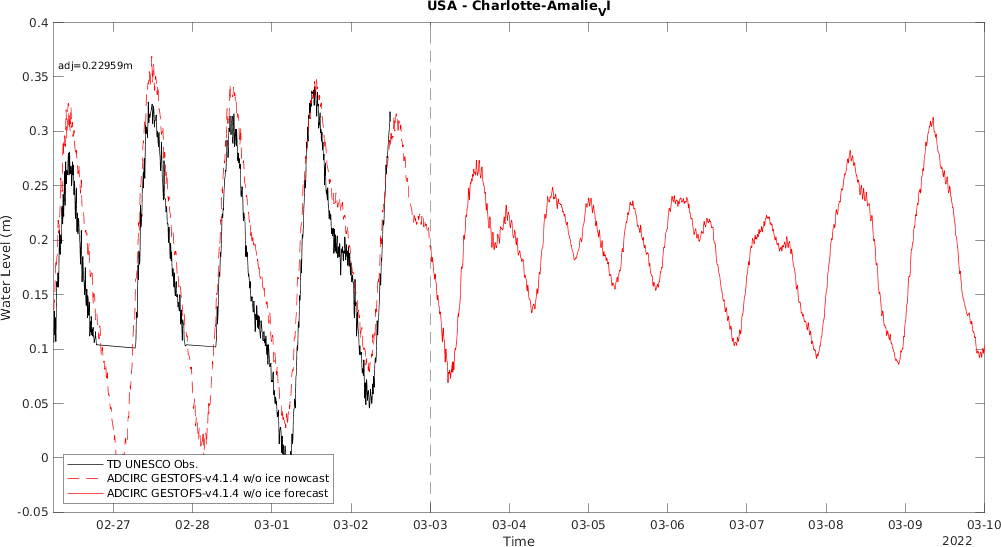 USA - Charlotte-AmalieVI
adj=0.22959m
0.4
0.35
0.3
0.25
0.2
0.15
0.1
0.05
0
-0.05
Water Level (m)
TD UNESCO Obs.
ADCIRC GESTOFS-v4.1.4 w/o ice nowcast
ADCIRC GESTOFS-v4.1.4 w/o ice forecast
02-27 02-28 03-01 03-02 03-03 03-04 03-05 03-06 03-07 03-08 03-09 03-10
Time
2022